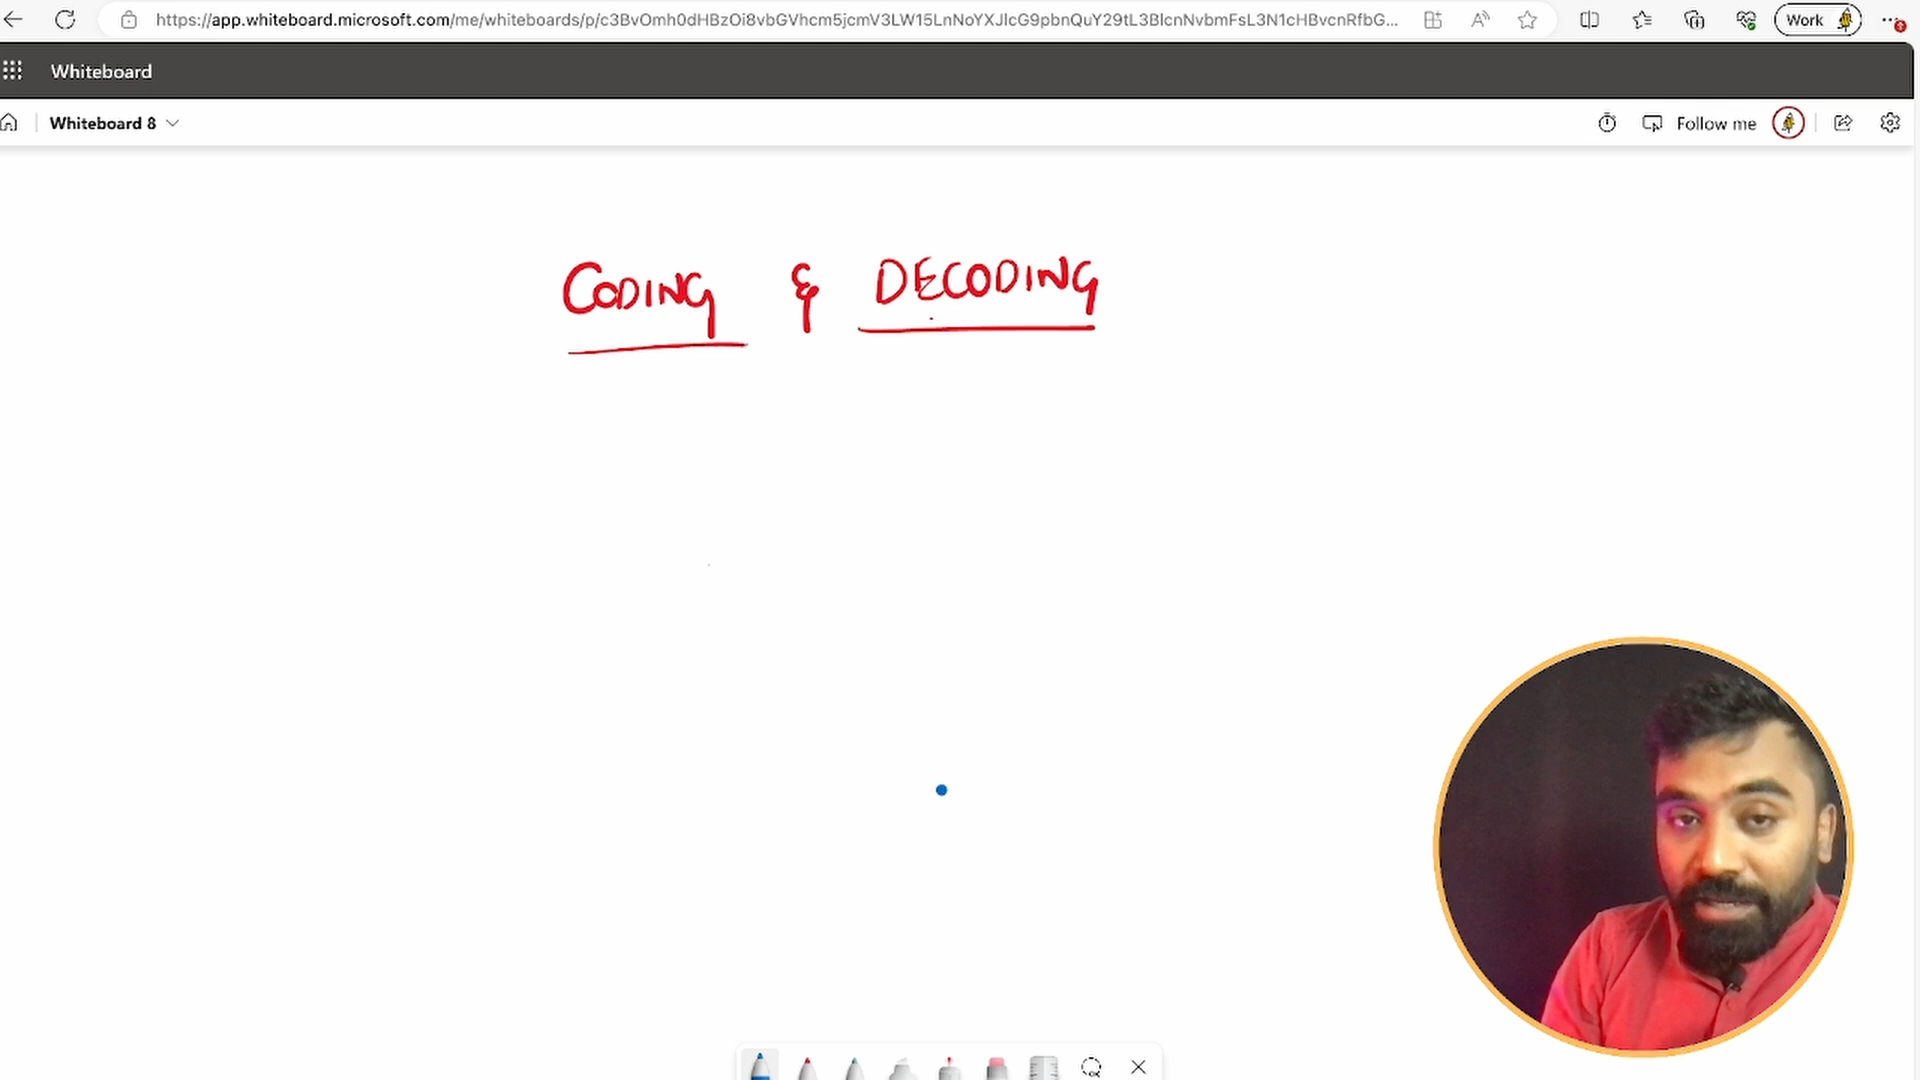 https://app.whiteboard.microsoft.com/me/whiteboards/p/c3BvOmh0dHBzOi8vbGVhcm5jcmV3LW15LnNoYXJlcG9pbnQuY29tL3BlcnNvbmFsL3N1cHBvcnRfbG...
Work
Whiteboard
Whiteboard 8
Follow me
CODING & DECODING